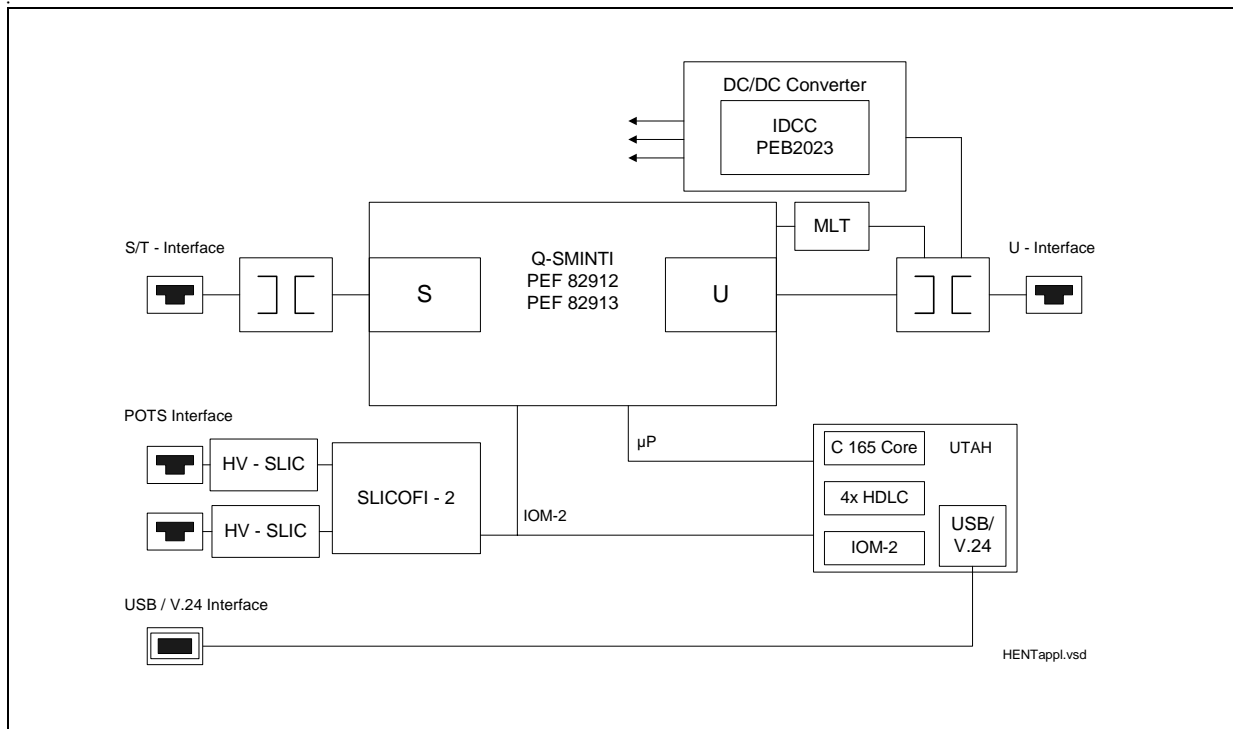 :
DC/DC Converter
IDCC
PEB2023
MLT
S/T - Interface
U - Interface
Q-SMINTI
PEF 82912
PEF 82913
S
U
POTS Interface
µP
C 165 Core
UTAH
HV - SLIC
SLICOFI - 2
4x HDLC
IOM-2
USB/
V.24
HV - SLIC
IOM-2
USB / V.24 Interface
HENTappl.vsd